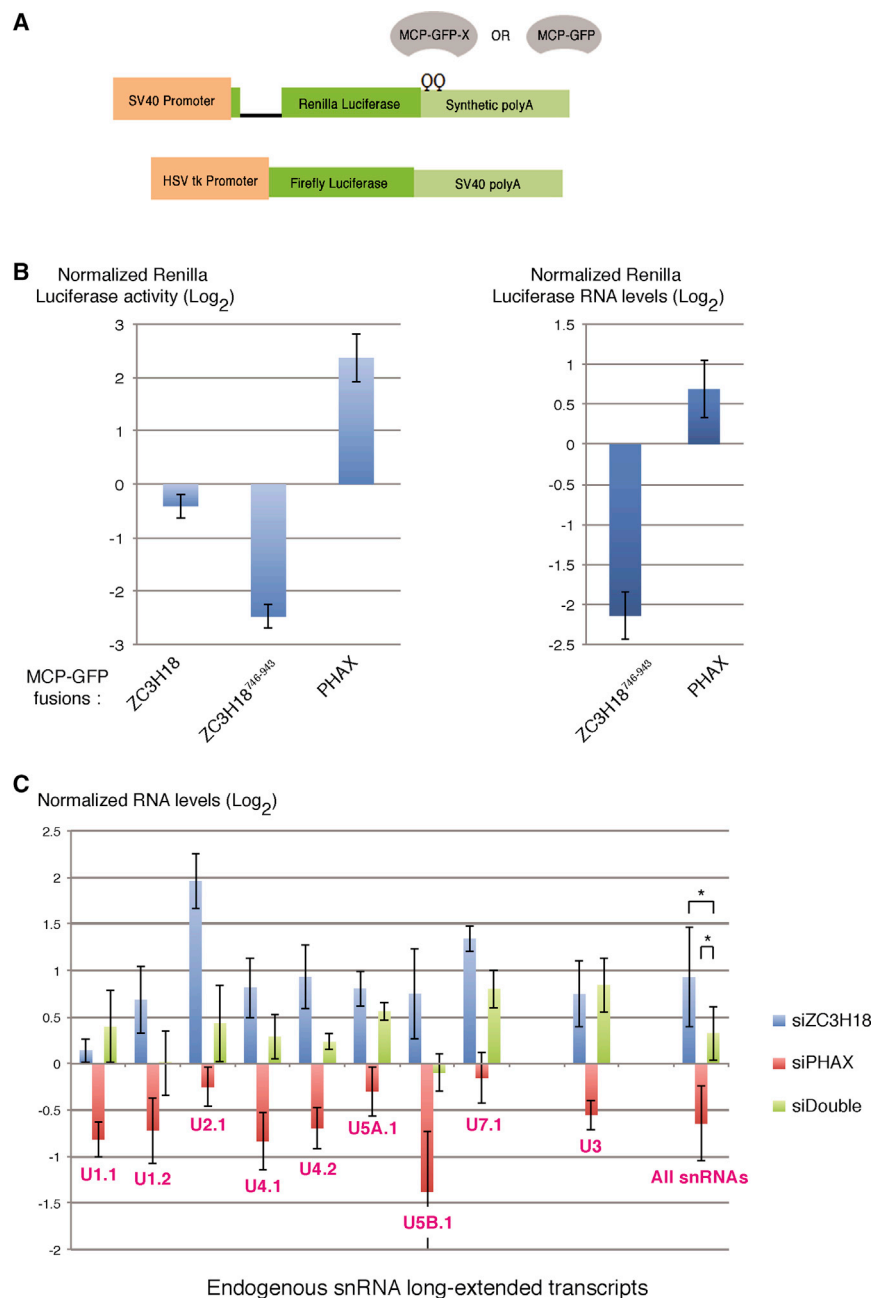 A
MCP-GFP-X OR MCP-GFP
SV40 Promoter Renilla Luciferase Synthetic polyA
HSV tk Promoter Firefly Luciferase SV40 polyA
B
Normalized Renilla
Luciferase activity (Log2)
3
2
1
0
-1
-2
-3
MCP-GFP
fusions :
ZC3H18
ZC3H18746-943
PHAX
Normalized Renilla
Luciferase RNA levels (Log2)
1.5
1
0.5
0
-0.5
-1
-1.5
-2
-2.5
ZC3H18746-943
PHAX
C
Normalized RNA levels (Log2)
2.5
2
1.5
1
0.5
0
-0.5
-1
-1.5
-2
U1.1
U1.2
U2.1
U4.1
U4.2
U5A.1
U5B.1
U7.1
U3
All snRNAs
*
*
siZC3H18
siPHAX
siDouble
Endogenous snRNA long-extended transcripts